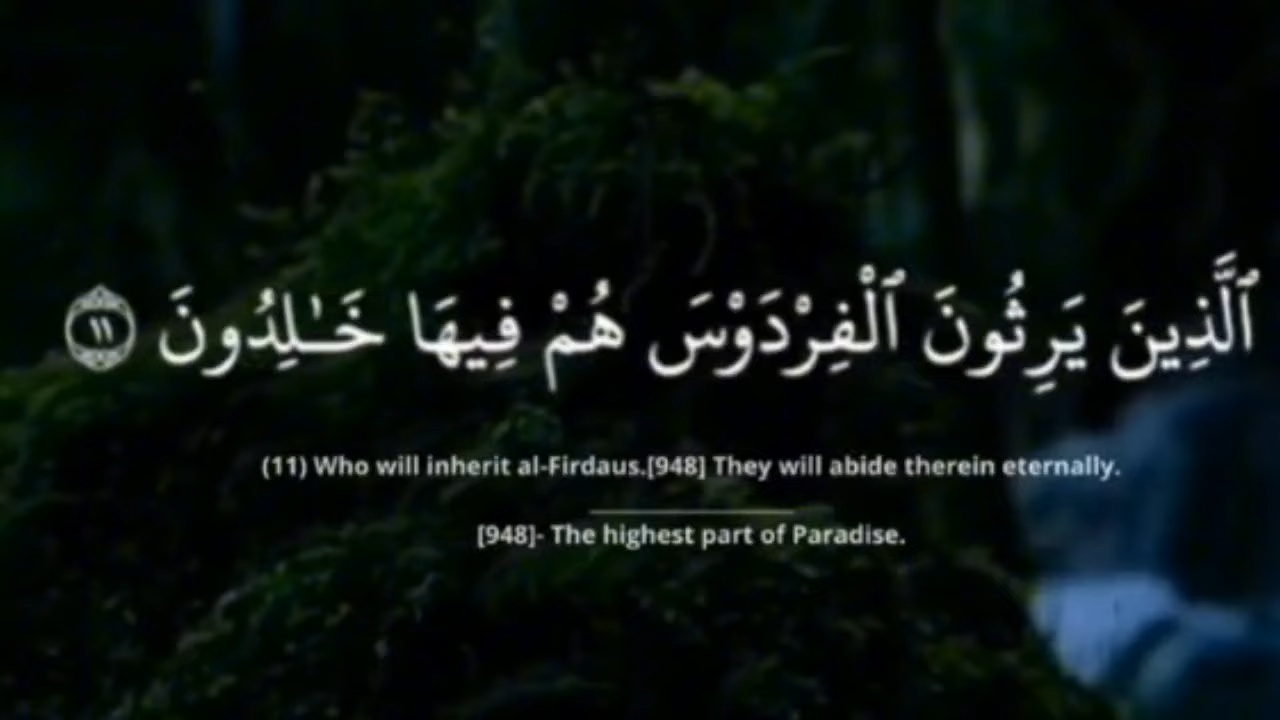 ٱلَّذِينَ يَرِثُونَ ٱلْفِرْدَوْسَ هُمْ فِيهَا خَـٰلِدُونَ ١١
(11) Who will inherit al-Firdaus.[948] They will abide therein eternally.
[948]- The highest part of Paradise.